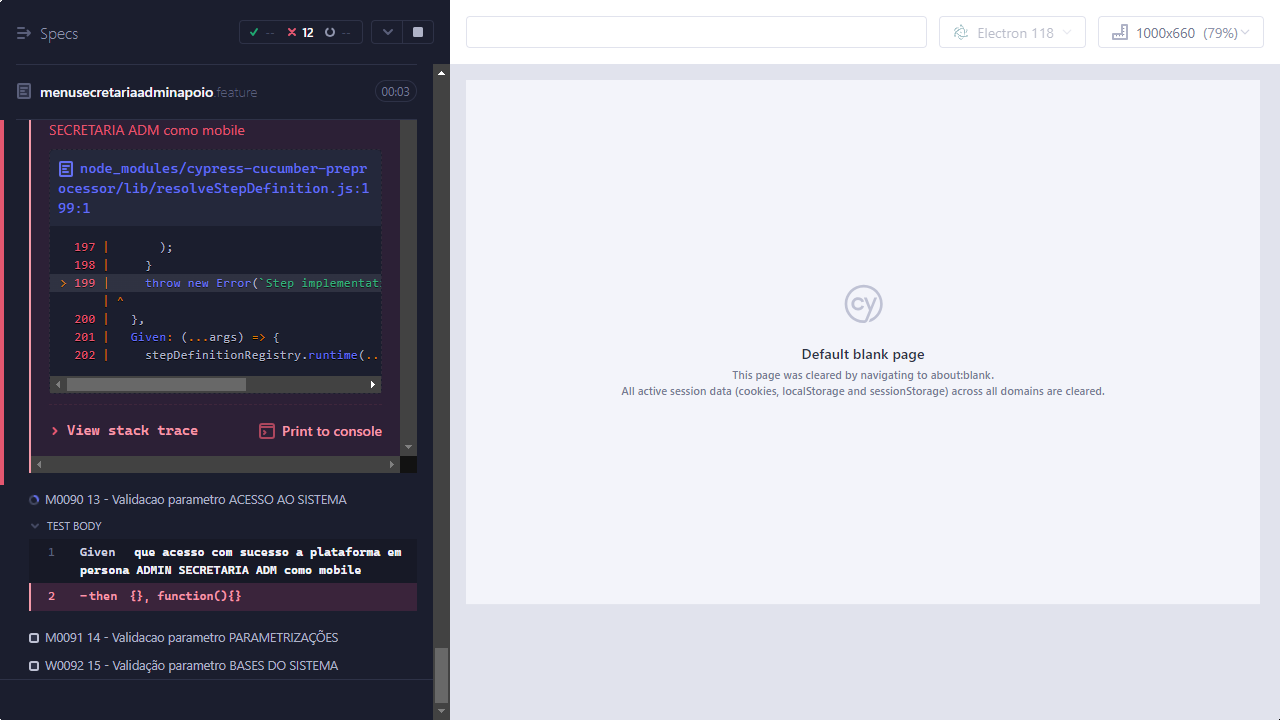 Specs
-- 12 --
Electron 118
1000x660 (79%)
menusecretariaadminapoio.feature
00:03
SECRETARIA ADM como mobile
node_modules/cypress-cucumber-prepr
ocessor/lib/resolveStepDefinition.js:1
99:1
197 | );
198 | }
> 199 | throw new Error(`Step implementati
| ^
200 | },
201 | Given: (...args) => {
202 | stepDefinitionRegistry.runtime(..
> View stack trace
Print to console
M0090 13 - Validacao parametro ACESSO AO SISTEMA
TEST BODY
1 Given que acesso com sucesso a plataforma em
persona ADMIN SECRETARIA ADM como mobile
2 -then {}, function(){}
M0091 14 - Validacao parametro PARAMETRIZAÇÕES
W0092 15 - Validação parametro BASES DO SISTEMA
cy
Default blank page
This page was cleared by navigating to about:blank.
All active session data (cookies, localStorage and sessionStorage) across all domains are cleared.